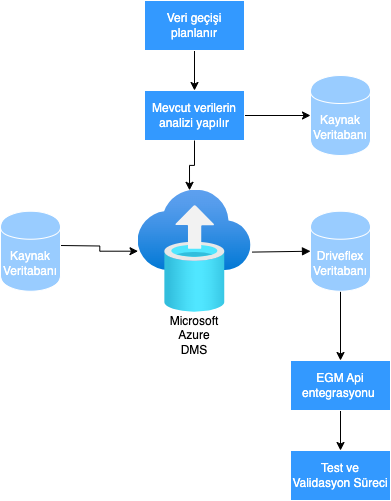 Veri geçişi
planlanır
Mevcut verilerin
analizi yapılır
Kaynak
Veritabanı
Kaynak
Veritabanı
Microsoft
Azure
DMS
Driveflex
Veritabanı
EGM Api
entegrasyonu
Test ve
Validasyon Süreci